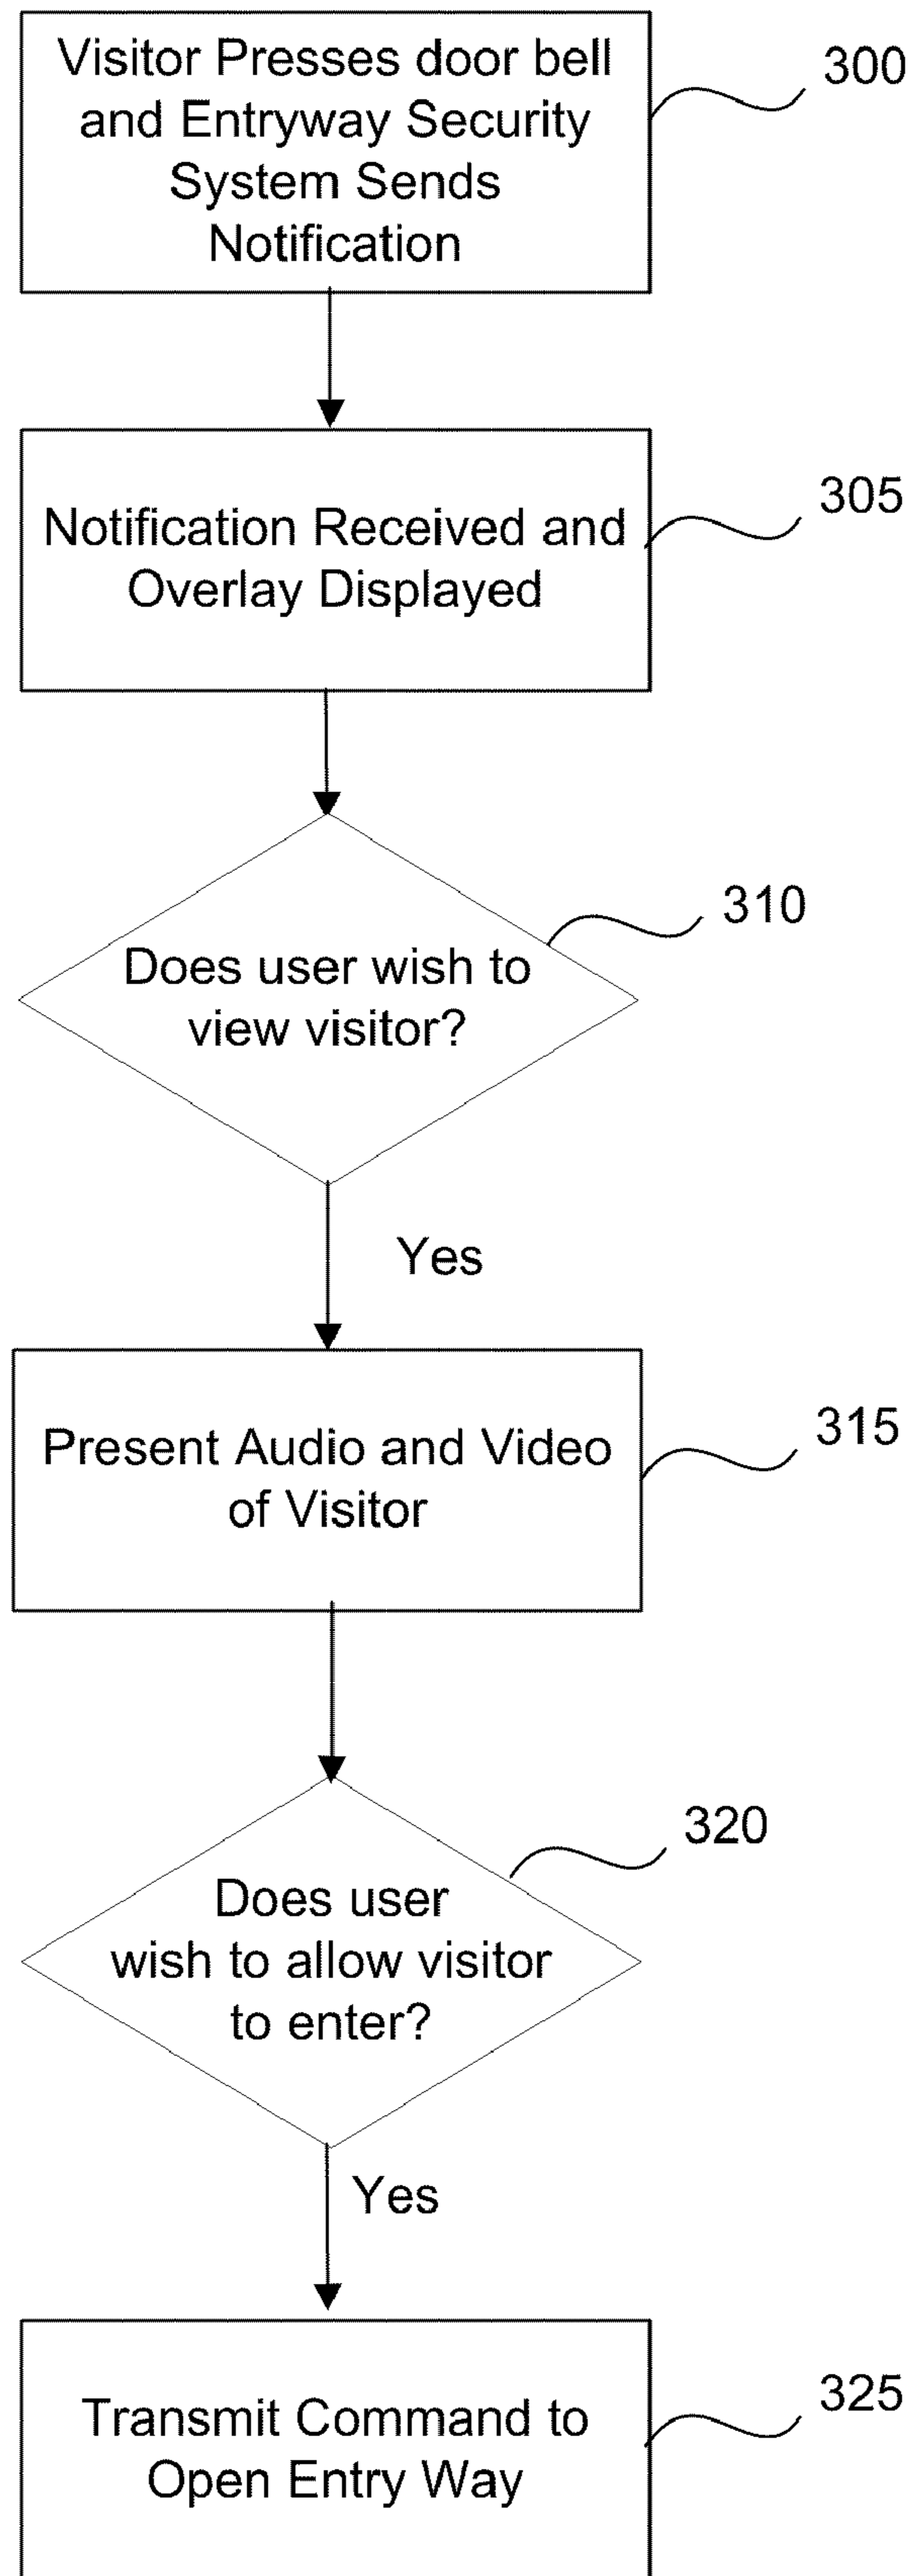 Visitor Presses door bell
and Entryway Security
System Sends
Notification
300
Notification Received and
Overlay Displayed
305
Does user wish to
view visitor?
310
Yes
Present Audio and Video
of Visitor
315
Does user
wish to allow visitor
to enter?
320
Yes
Transmit Command to
Open Entry Way
325